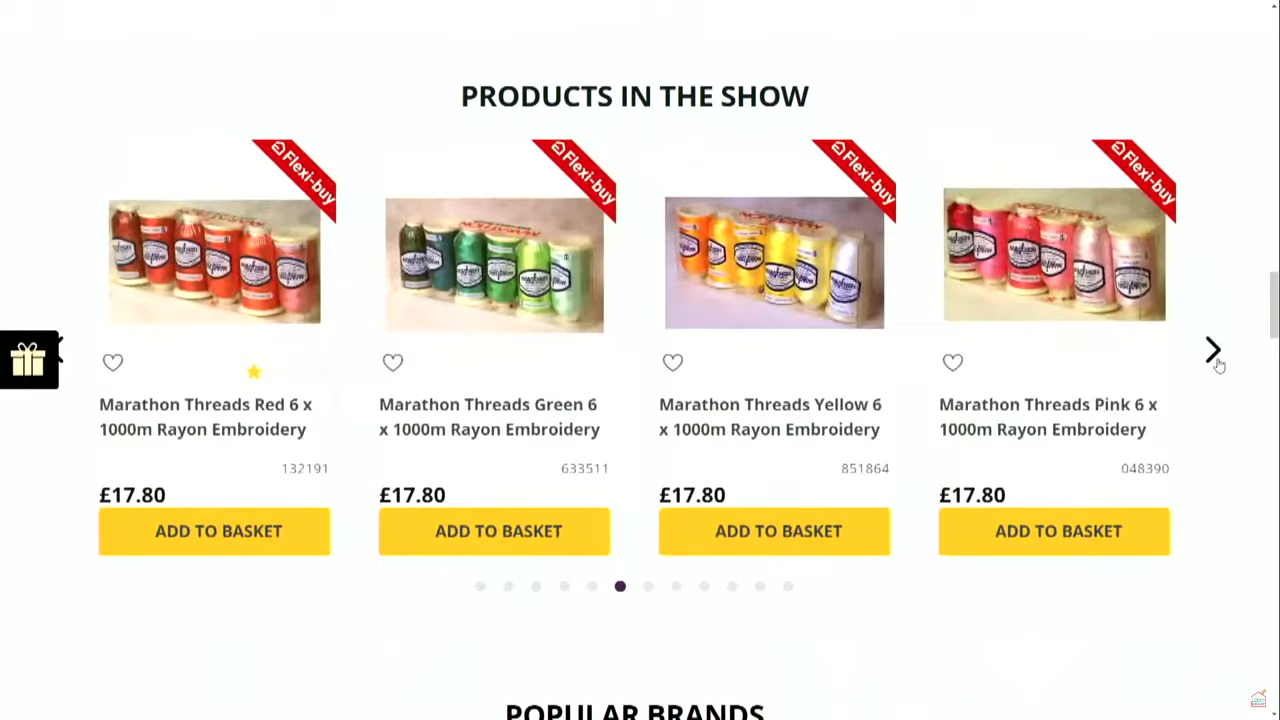 PRODUCTS IN THE SHOW
Flexi-buy
Flexi-buy
Flexi-buy
Flexi-buy
Marathon Threads Red 6 x
1000m Rayon Embroidery
132191
£17.80
ADD TO BASKET
Marathon Threads Green 6
x 1000m Rayon Embroidery
633511
£17.80
ADD TO BASKET
Marathon Threads Yellow 6
x 1000m Rayon Embroidery
851864
£17.80
ADD TO BASKET
Marathon Threads Pink 6 x
1000m Rayon Embroidery
048390
£17.80
ADD TO BASKET
POPULAR BRANDS